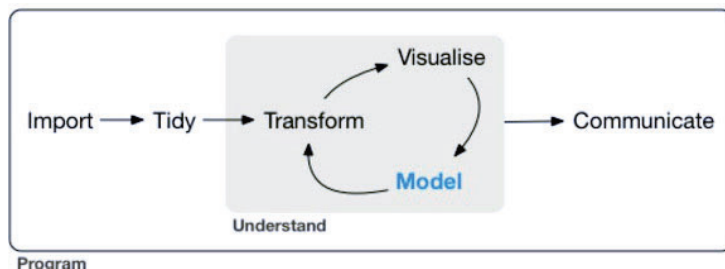 Visualise
Import
Tidy
Transform
Communicate
Model
Understand
Program